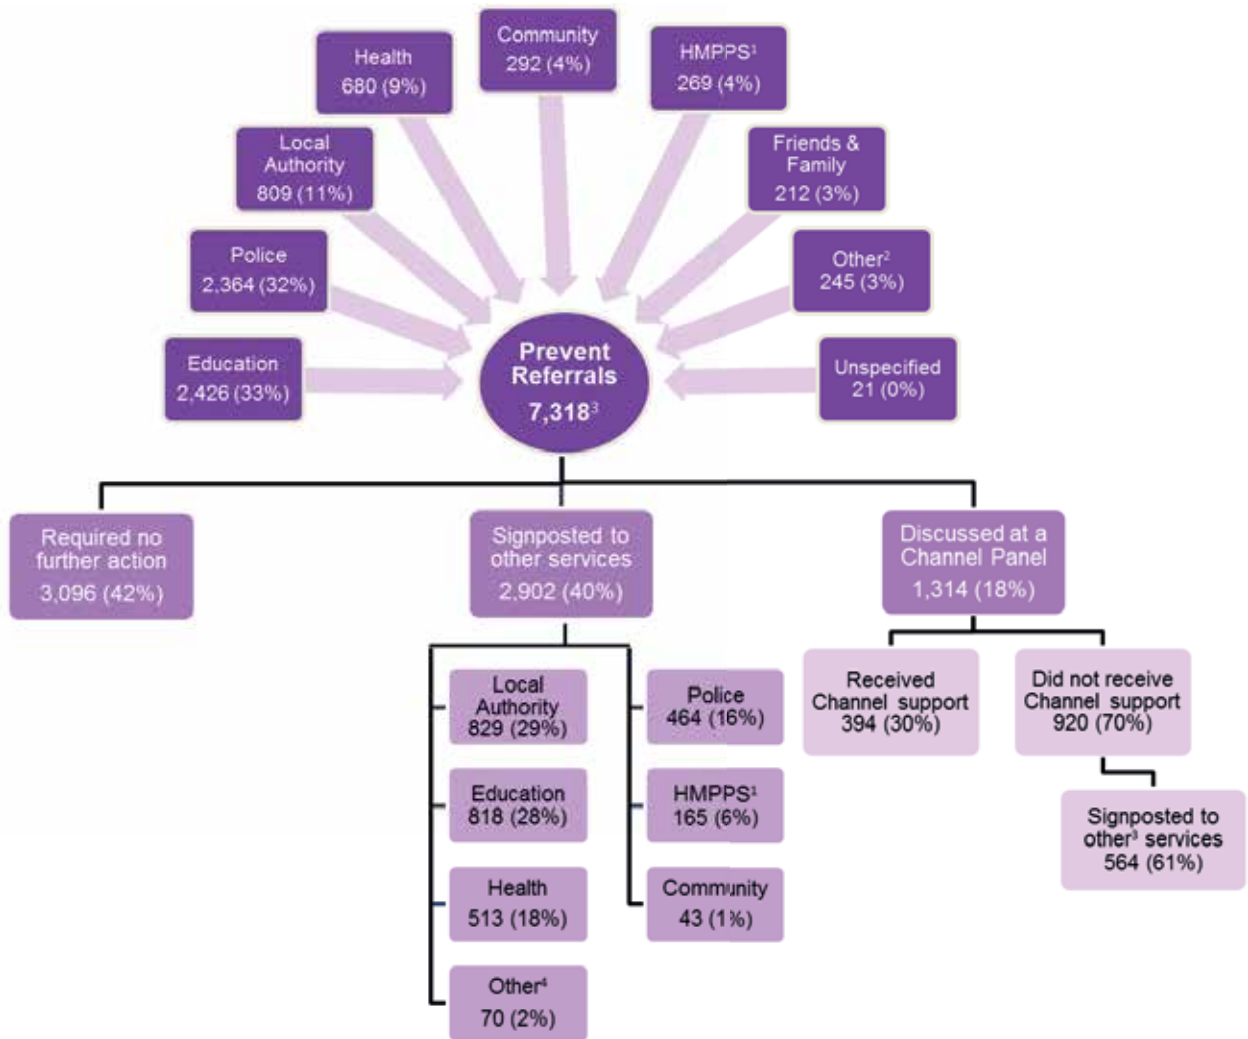 Community
292 (4%)
HMPPS¹
269 (4%)
Health
680 (9%)
Local
Authority
809 (11%)
Friends &
Family
212 (3%)
Police
2,364 (32%)
Other²
245 (3%)
Education
2,426 (33%)
Prevent
Referrals
7,318³
Unspecified
21 (0%)
Required no
further action
3,096 (42%)
Signposted to
other services
2,902 (40%)
Discussed at a
Channel Panel
1,314 (18%)
Local
Authority
829 (29%)
Police
464 (16%)
Education
818 (28%)
HMPPS¹
165 (6%)
Health
513 (18%)
Community
43 (1%)
Other⁴
70 (2%)
Received
Channel support
394 (30%)
Did not receive
Channel support
920 (70%)
Signposted to
other³ services
564 (61%)